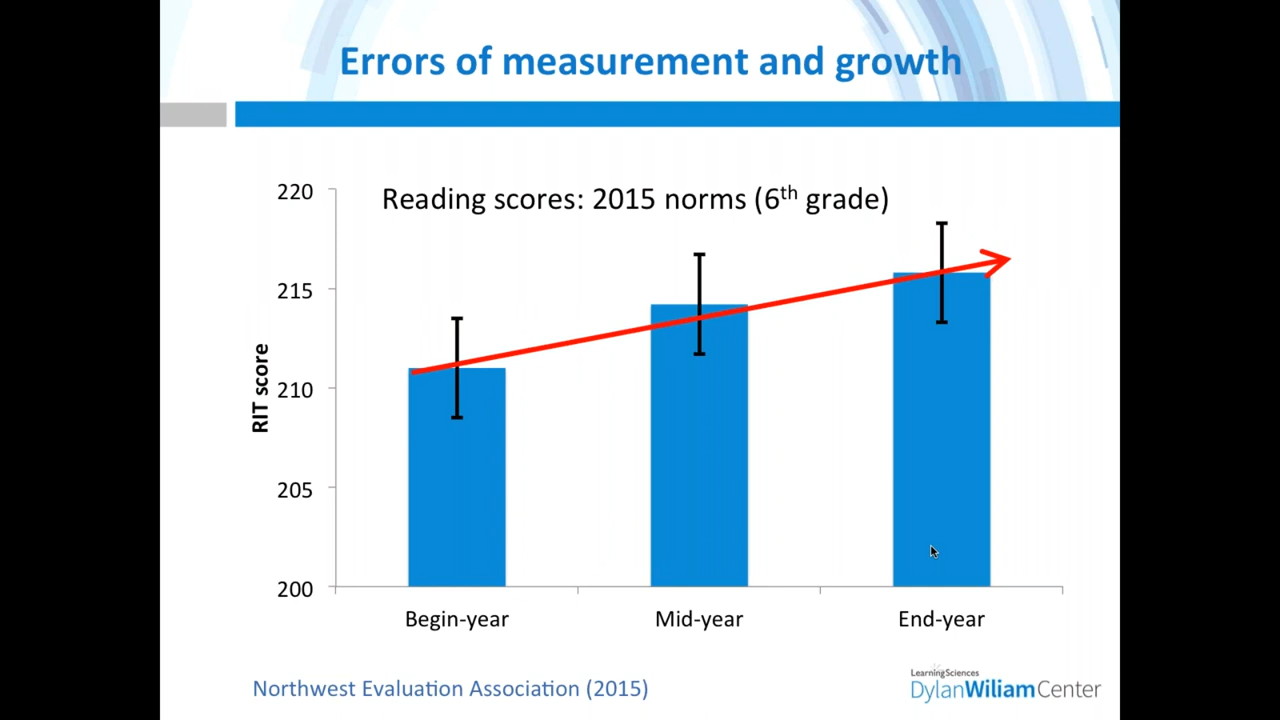 Errors of measurement and growth
Reading scores: 2015 norms (6th grade)
220
215
210
205
200
RIT score
Begin-year
Mid-year
End-year
Northwest Evaluation Association (2015)
LearningSciences
DylanWiliamCenter